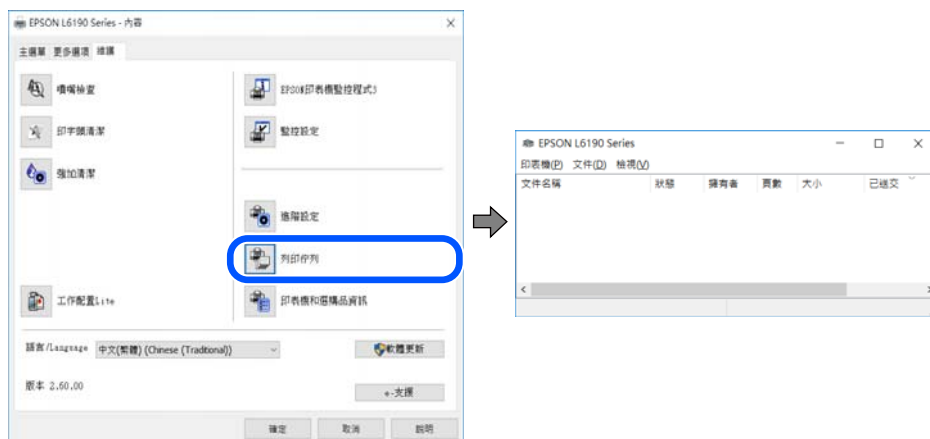 EPSON L6190 Series - 內容
主選單 更多選項 維護
噴嘴檢查
EPSON印表機監控程式3
印字頭清潔
監控設定
強加清潔
進階設定
列印佇列
工作配置Lite
印表機和選購品資訊
語言/Language 中文(繁體) (Chinese (Traditional))
軟體更新
版本 2.60.00
e-支援
確定 取消 說明
EPSON L6190 Series
印表機(P) 文件(D) 檢視(V)
文件名稱 狀態 擁有者 頁數 大小 已送交